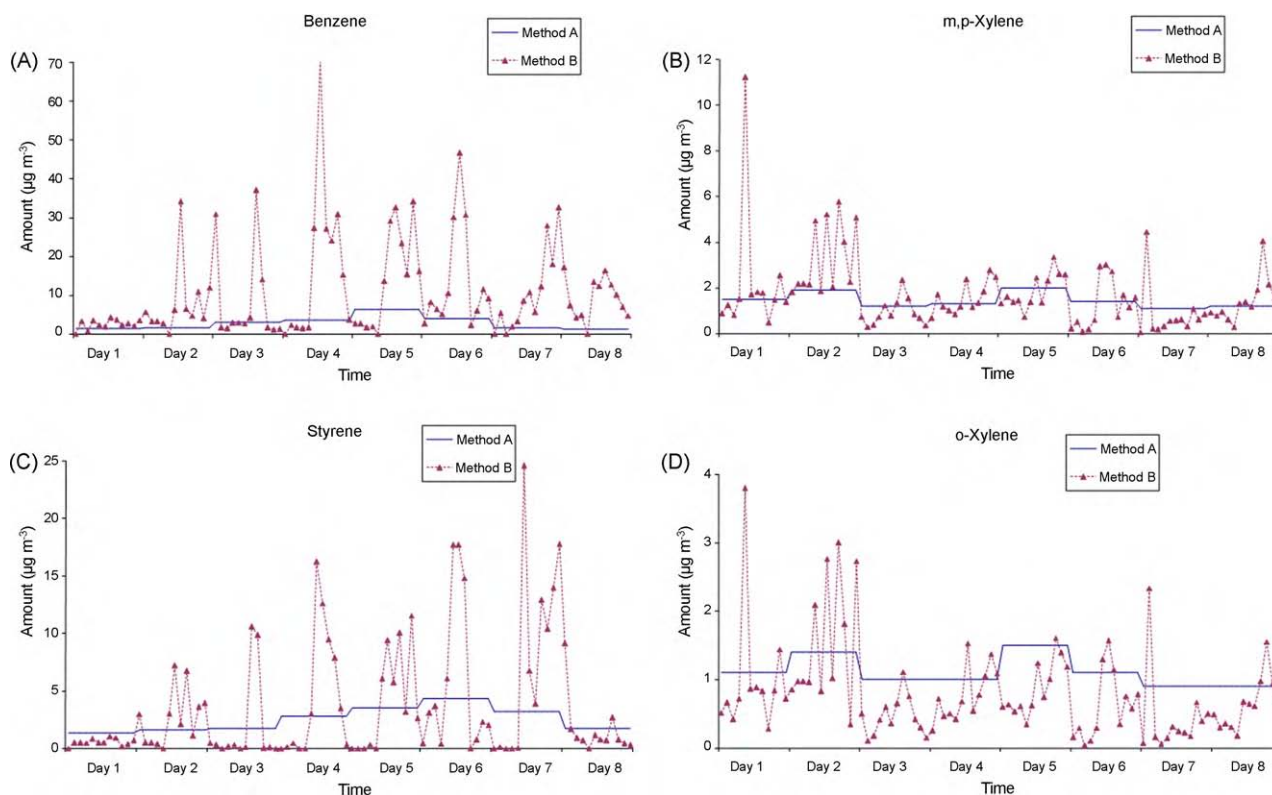 Benzene
(A)
Method A
Method B
70
60
50
40
30
20
10
0
Amount (µg m⁻³)
Day 1 Day 2 Day 3 Day 4 Day 5 Day 6 Day 7 Day 8
Time
m,p-Xylene
(B)
Method A
Method B
12
10
8
6
4
2
0
Amount (µg m⁻³)
Day 1 Day 2 Day 3 Day 4 Day 5 Day 6 Day 7 Day 8
Time
Styrene
(C)
Method A
Method B
25
20
15
10
5
0
Amount (µg m⁻³)
Day 1 Day 2 Day 3 Day 4 Day 5 Day 6 Day 7 Day 8
Time
o-Xylene
(D)
Method A
Method B
4
3
2
1
0
Amount (µg m⁻³)
Day 1 Day 2 Day 3 Day 4 Day 5 Day 6 Day 7 Day 8
Time